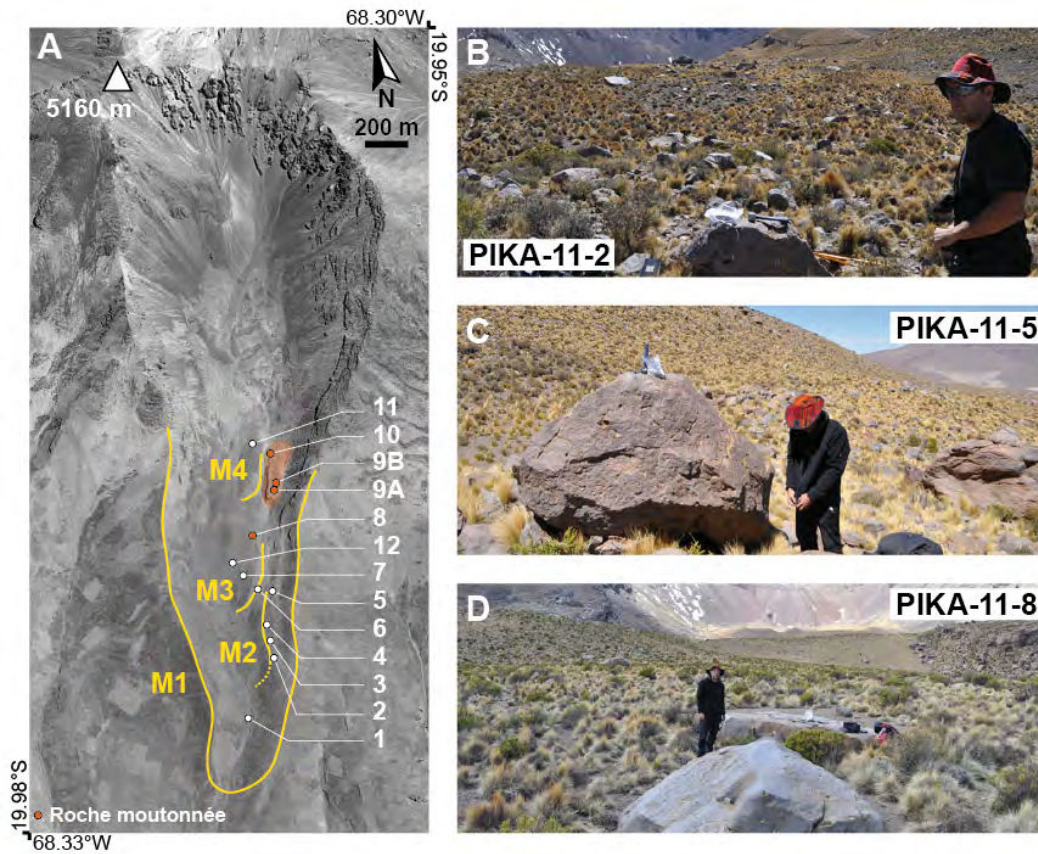 68.30°W
19.95°S
A
5160 m
N
200 m
11
10
M4
9B
9A
8
12
7
M3
5
6
4
M2
3
M1
2
1
19.98°S
Roche moutonnée
68.33°W
B
PIKA-11-2
C
PIKA-11-5
D
PIKA-11-8